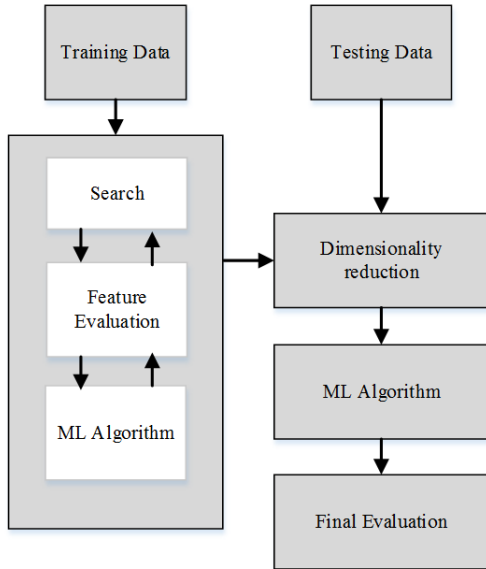 Training Data
Testing Data
Search
Feature
Evaluation
ML Algorithm
Dimensionality
reduction
ML Algorithm
Final Evaluation